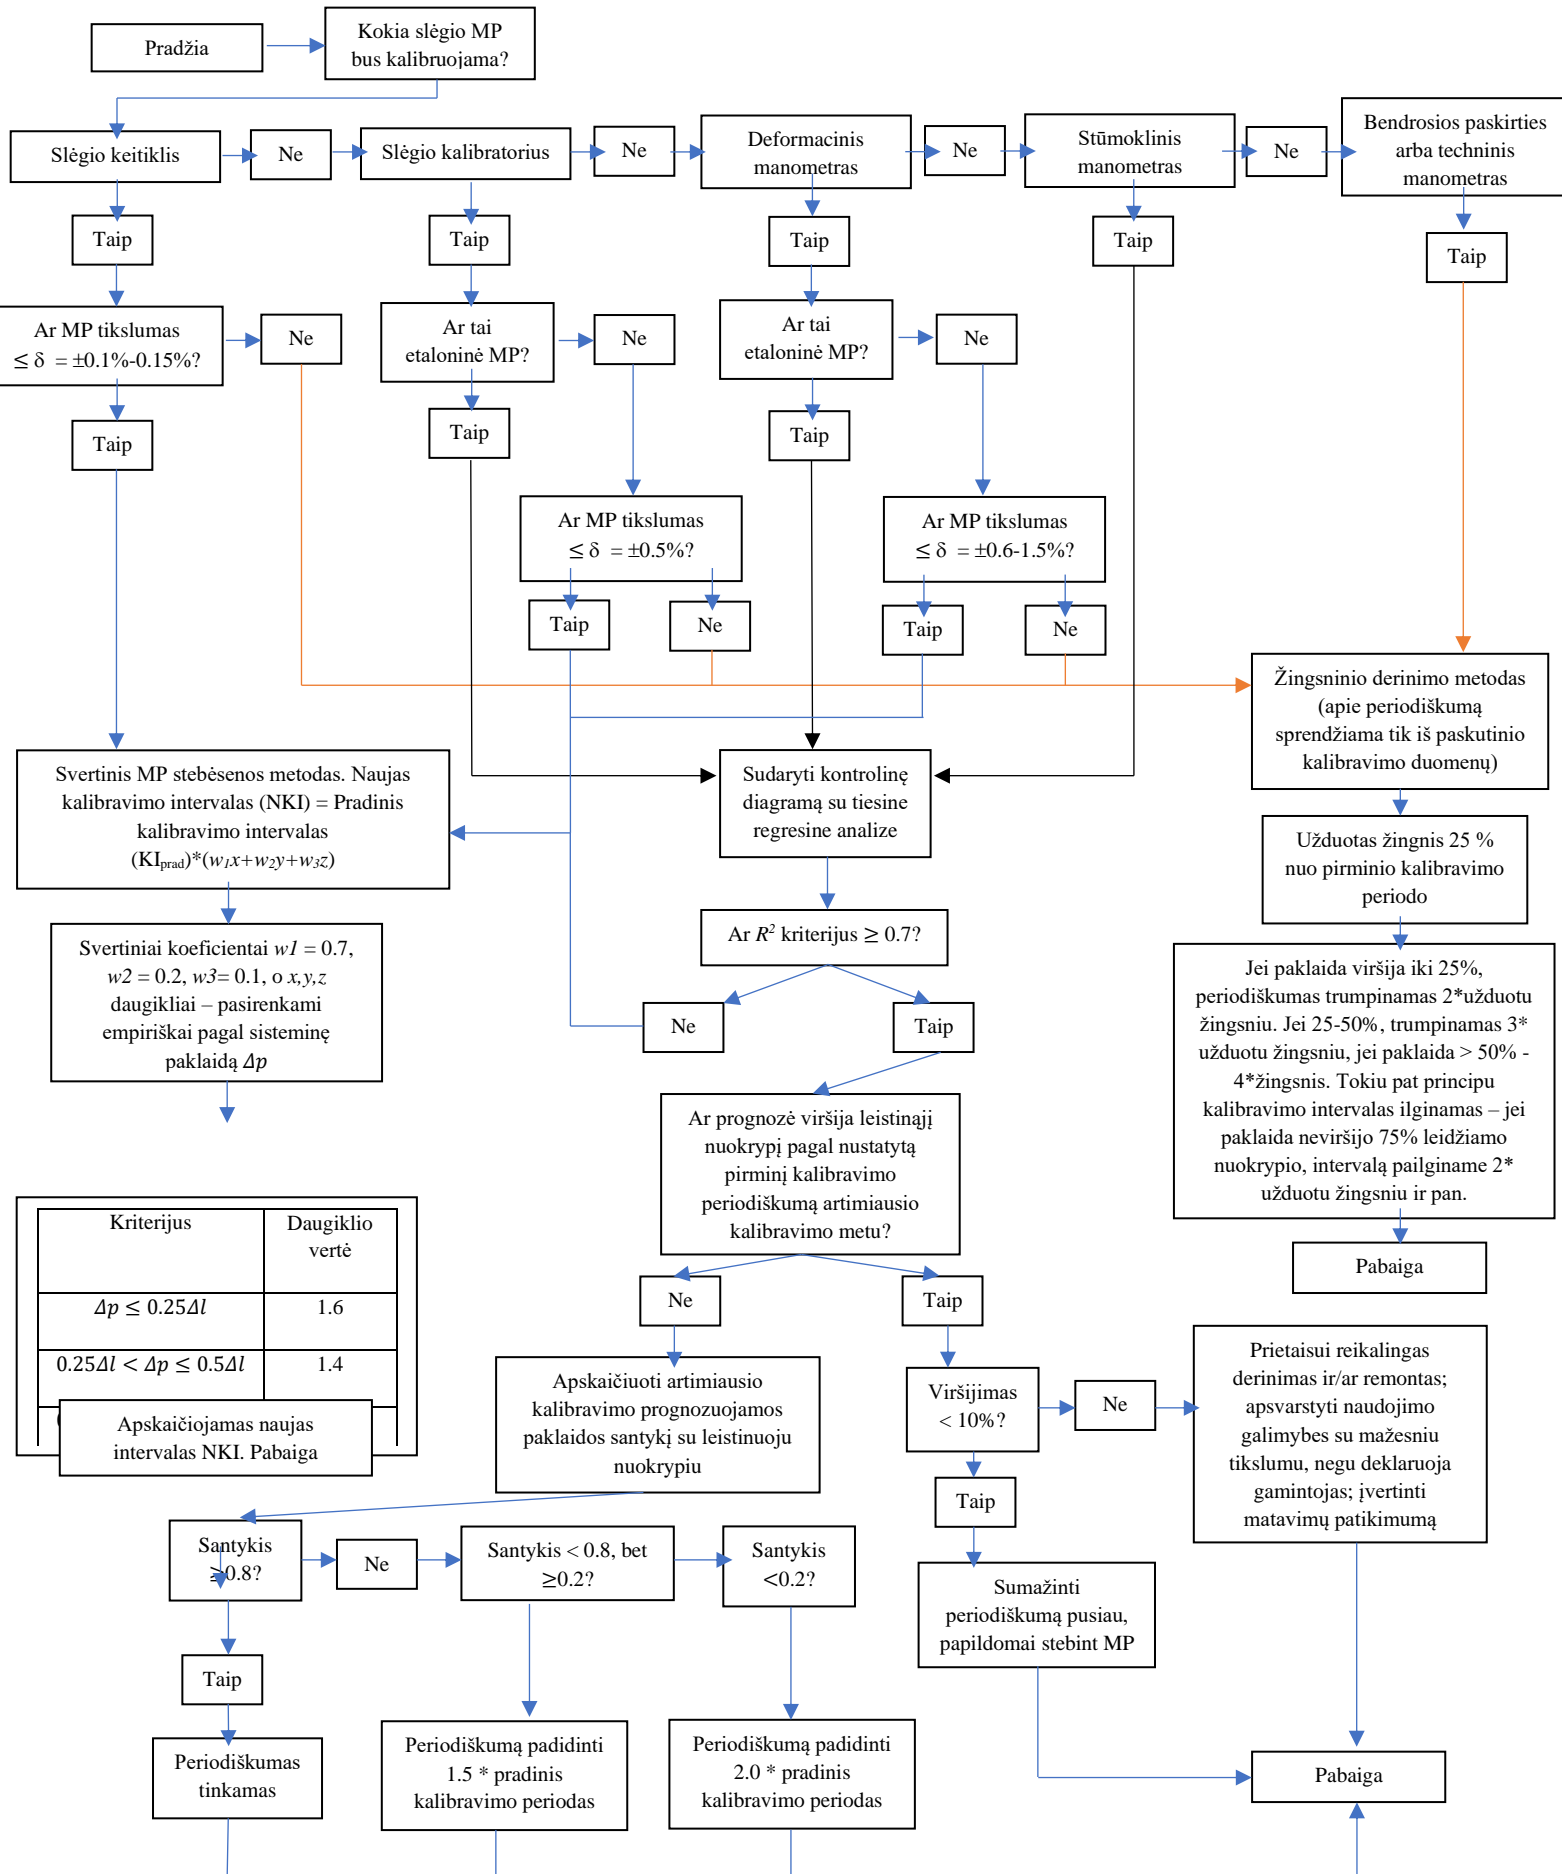 Pradžia
Kokia slėgio MP
bus kalibruojama?
Slėgio keitiklis
Ne
Slėgio kalibratorius
Ne
Deformacinis
manometras
Ne
Stūmoklinis
manometras
Ne
Bendrosios paskirties
arba techninis
manometras
Taip
Taip
Taip
Taip
Taip
Ar MP tikslumas
≤ δ = ±0.1%-0.15%?
Ne
Ar tai
etaloninė MP?
Ne
Ar tai
etaloninė MP?
Ne
Taip
Taip
Taip
Ar MP tikslumas
≤ δ = ±0.5%?
Ar MP tikslumas
≤ δ = ±0.6-1.5%?
Taip
Ne
Taip
Ne
Žingsninio derinimo metodas
(apie periodiškumą
sprendžiama tik iš paskutinio
kalibravimo duomenų)
Svertinis MP stebėsenos metodas. Naujas
kalibravimo intervalas (NKI) = Pradinis
kalibravimo intervalas
(KIprad)*(w1x+w2y+w3z)
Sudaryti kontrolinę
diagramą su tiesine
regresine analize
Užduotas žingnis 25 %
nuo pirminio kalibravimo
periodo
Svertiniai koeficientai w1 = 0.7,
w2 = 0.2, w3= 0.1, o x,y,z
daugikliai – pasirenkami
empiriškai pagal sisteminę
paklaidą Δp
Ar R² kriterijus ≥ 0.7?
Ne
Taip
Jei paklaida viršija iki 25%,
periodiškumas trumpinamas 2*užduotu
žingsniu. Jei 25-50%, trumpinamas 3*
užduotu žingsniu, jei paklaida > 50% -
4*žingsnis. Tokiu pat principu
kalibravimo intervalas ilginamas – jei
paklaida neviršijo 75% leidžiamo
nuokrypio, intervalą pailginame 2*
užduotu žingsniu ir pan.
Ar prognozė viršija leistinąjį
nuokrypį pagal nustatytą
pirminį kalibravimo
periodiškumą artimiausio
kalibravimo metu?
Pabaiga
Kriterijus
Daugiklio
vertė
Δp ≤ 0.25Δl
1.6
0.25Δl < Δp ≤ 0.5Δl
1.4
Apskaičiojamas naujas
intervalas NKI. Pabaiga
Ne
Taip
Apskaičiuoti artimiausio
kalibravimo prognozuojamos
paklaidos santykį su leistinuoju
nuokrypiu
Viršijimas
< 10%?
Ne
Prietaisui reikalingas
derinimas ir/ar remontas;
apsvarstyti naudojimo
galimybes su mažesniu
tikslumu, negu deklaruoja
gamintojas; įvertinti
matavimų patikimumą
Taip
Santykis
≥0.8?
Ne
Santykis < 0.8, bet
≥0.2?
Santykis
<0.2?
Sumažinti
periodiškumą pusiau,
papildomai stebint MP
Taip
Periodiškumas
tinkamas
Periodiškumą padidinti
1.5 * pradinis
kalibravimo periodas
Periodiškumą padidinti
2.0 * pradinis
kalibravimo periodas
Pabaiga